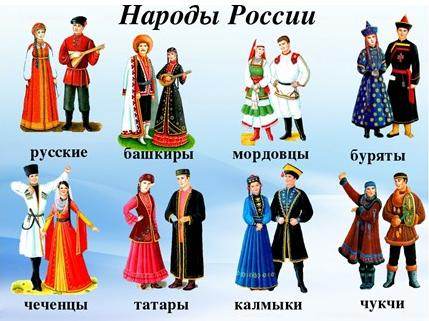 Народы России
русские башкиры мордовцы буряты
чеченцы татары калмыки чукчи